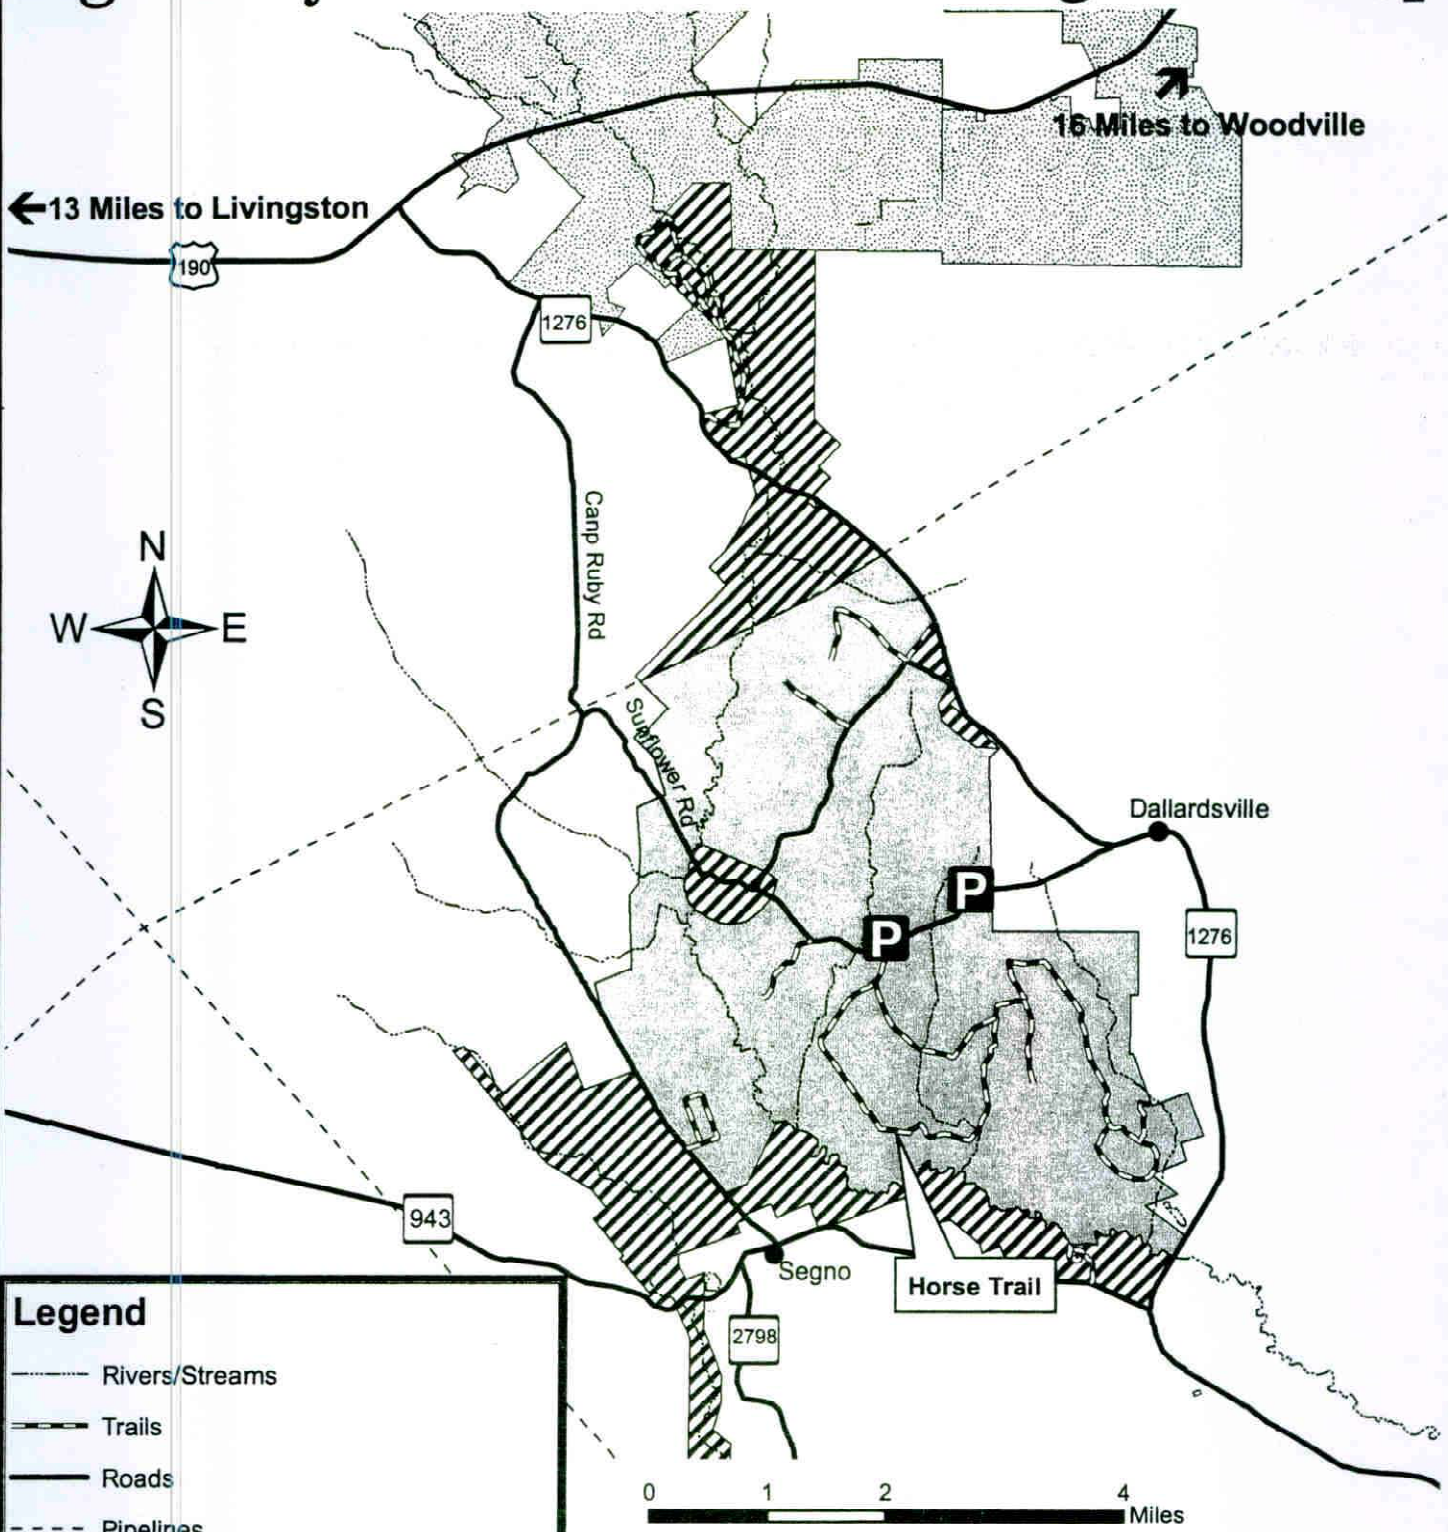 16 Miles to Woodville
13 Miles to Livingston
190
1276
Canp Ruby Rd
N
W E
S
Sunflower Rd
Dallardsville
P
P
1276
943
Segno
Horse Trail
2798
Legend
Rivers/Streams
Trails
Roads
Pipelines
0 1 2 4
Miles